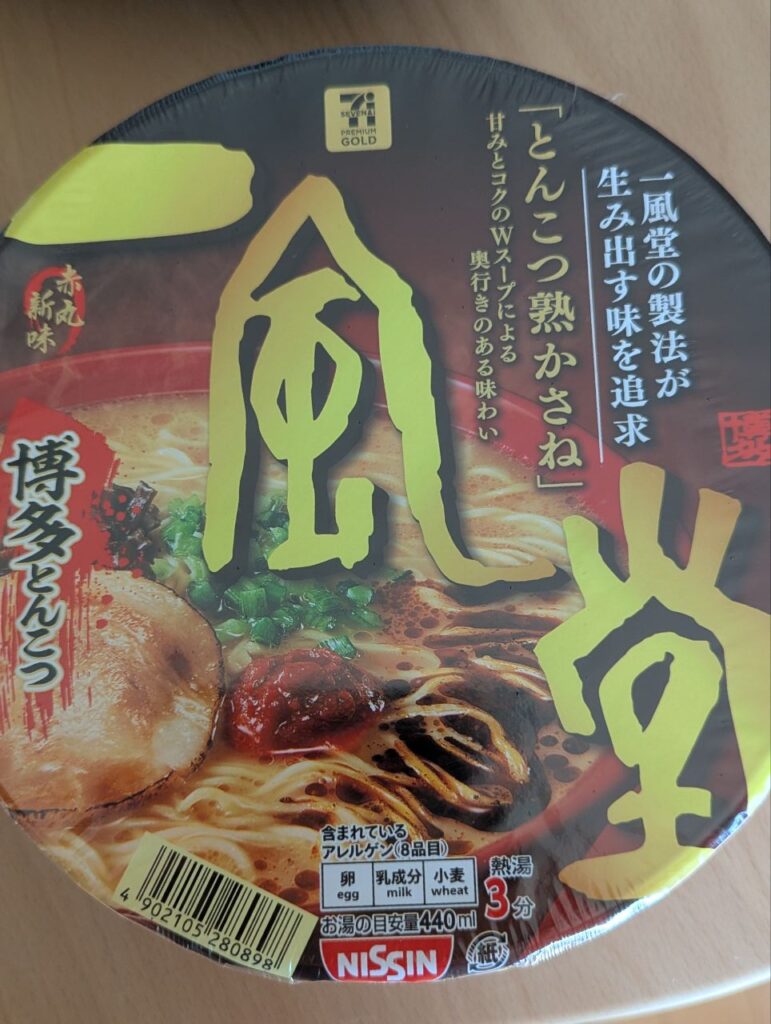 SEVEN&i
PREMIUM
GOLD
一風堂の製法が
生み出す味を追求
「とんこつ熟かさね」
甘みとコクのWスープによる
奥行きのある味わい
一風堂
赤丸
新味
博多とんこつ
含まれている
アレルゲン(8品目)
卵 乳成分 小麦
egg milk wheat
熱湯
3分
お湯の目安量440ml
NISSIN
紙
4 902105 280898